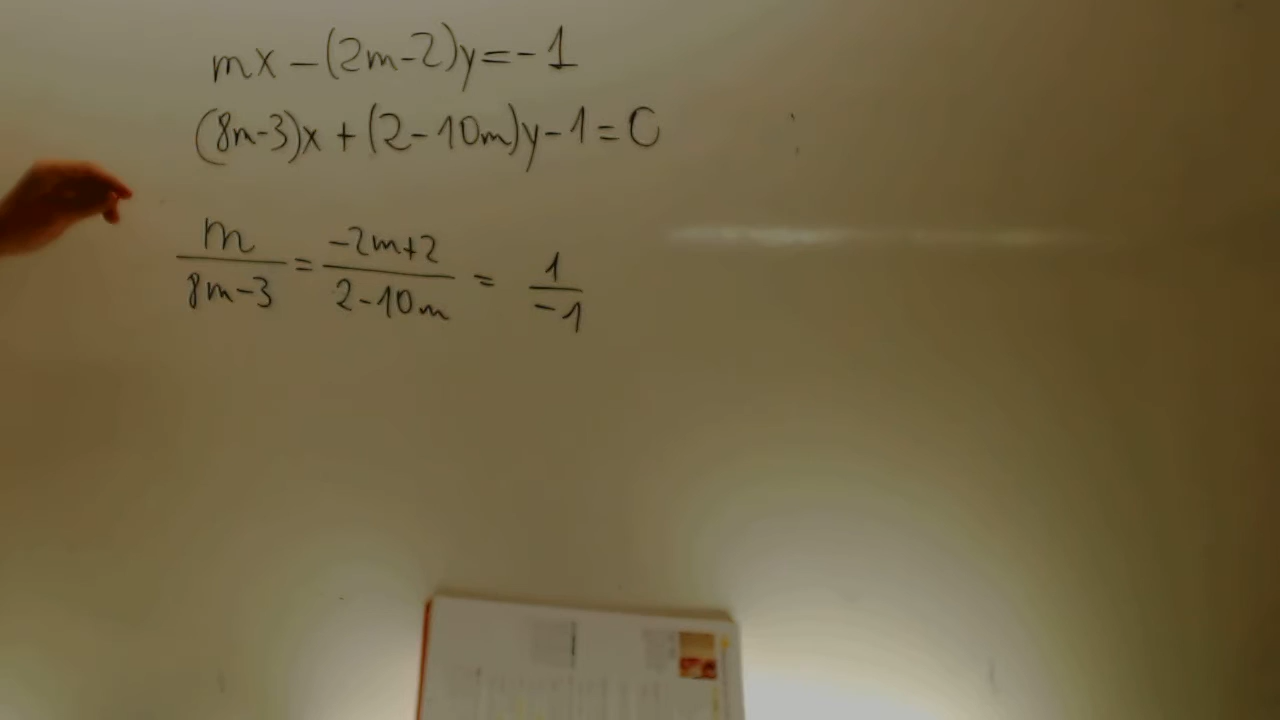 mx-(2m-2)y=-1
(8m-3)x+(2-10m)y-1=0
m/(8m-3) = (-2m+2)/(2-10m) = 1/-1